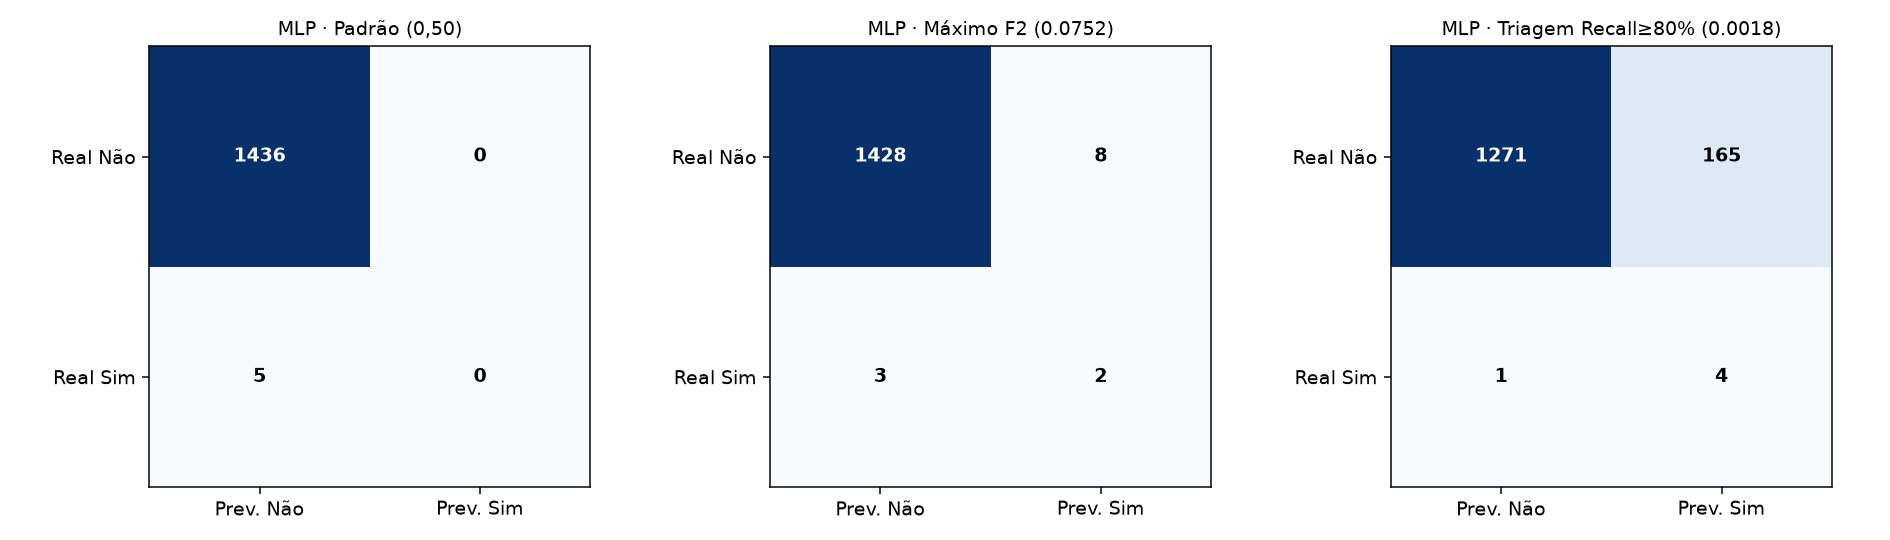 MLP · Padrão (0,50)
Real Não
1436
0
Real Sim
5
0
Prev. Não
Prev. Sim
MLP · Máximo F2 (0.0752)
Real Não
1428
8
Real Sim
3
2
Prev. Não
Prev. Sim
MLP · Triagem Recall≥80% (0.0018)
Real Não
1271
165
Real Sim
1
4
Prev. Não
Prev. Sim